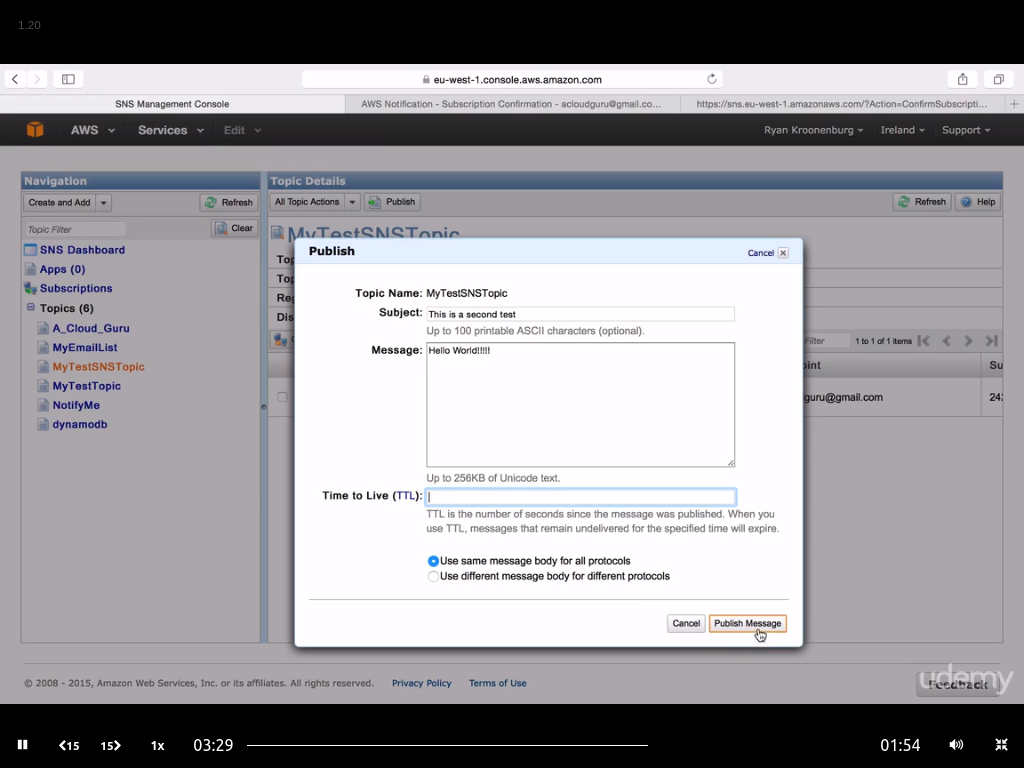 1.20
eu-west-1.console.aws.amazon.com
SNS Management Console
AWS Notification - Subscription Confirmation - acloudguru@gmail.co...
https://sns.eu-west-1.amazonaws.com/?Action=ConfirmSubscripti...
AWS Services Edit Ryan Kroonenburg Ireland Support
Navigation
Topic Details
Create and Add Refresh
All Topic Actions Publish Refresh Help
Topic Filter Clear
MyTestSNSTopic
SNS Dashboard
Apps (0)
Subscriptions
Topics (6)
A_Cloud_Guru
MyEmailList
MyTestSNSTopic
MyTestTopic
NotifyMe
dynamodb
Top
Top
Reg
Dis
Filter 1 to 1 of 1 items
int Su
guru@gmail.com 24
Publish
Cancel
Topic Name: MyTestSNSTopic
Subject: This is a second test
Up to 100 printable ASCII characters (optional).
Message: Hello World!!!!!
Up to 256KB of Unicode text.
Time to Live (TTL):
TTL is the number of seconds since the message was published. When you
use TTL, messages that remain undelivered for the specified time will expire.
Use same message body for all protocols
Use different message body for different protocols
Cancel Publish Message
© 2008 - 2015, Amazon Web Services, Inc. or its affiliates. All rights reserved. Privacy Policy Terms of Use
Feedback
udemy
15 15 1x 03:29 01:54